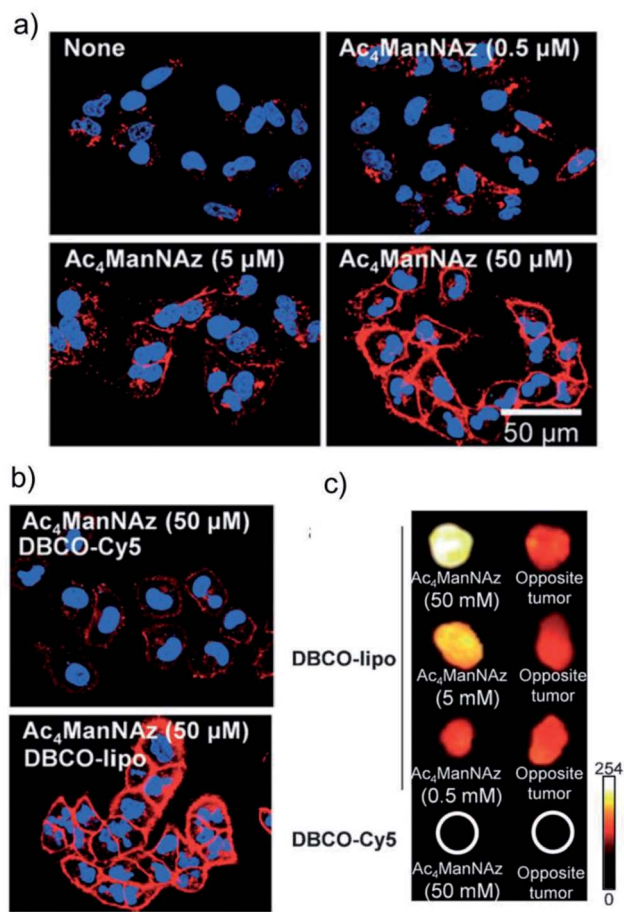 a)
None
Ac₄ManNAz (0.5 µM)
Ac₄ManNAz (5 µM)
Ac₄ManNAz (50 µM)
50 µm
b)
Ac₄ManNAz (50 µM)
DBCO-Cy5
Ac₄ManNAz (50 µM)
DBCO-lipo
c)
DBCO-lipo
Ac₄ManNAz
(50 mM)
Opposite
tumor
Ac₄ManNAz
(5 mM)
Opposite
tumor
Ac₄ManNAz
(0.5 mM)
Opposite
tumor
DBCO-Cy5
Ac₄ManNAz
(50 mM)
Opposite
tumor
254
0